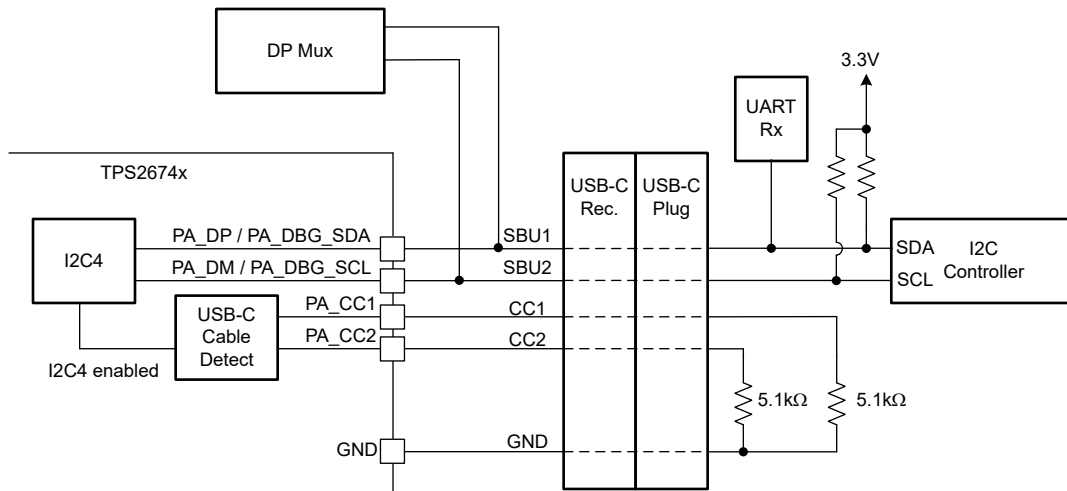 DP Mux
3.3V
UART
Rx
TPS2674x
USB-C
Rec.
USB-C
Plug
I2C4
PA_DP / PA_DBG_SDA
SBU1
SDA
I2C
Controller
PA_DM / PA_DBG_SCL
SBU2
SCL
USB-C
Cable
Detect
PA_CC1
CC1
PA_CC2
CC2
I2C4 enabled
5.1kΩ
5.1kΩ
GND
GND